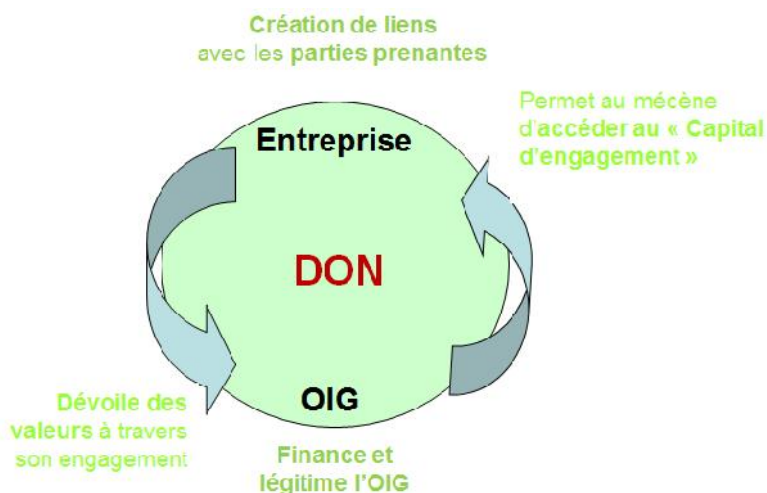 Création de liens
avec les parties prenantes
Permet au mécène
d'accéder au « Capital
d'engagement »
Entreprise
DON
OIG
Dévoile des
valeurs à travers
son engagement
Finance et
légitime l'OIG